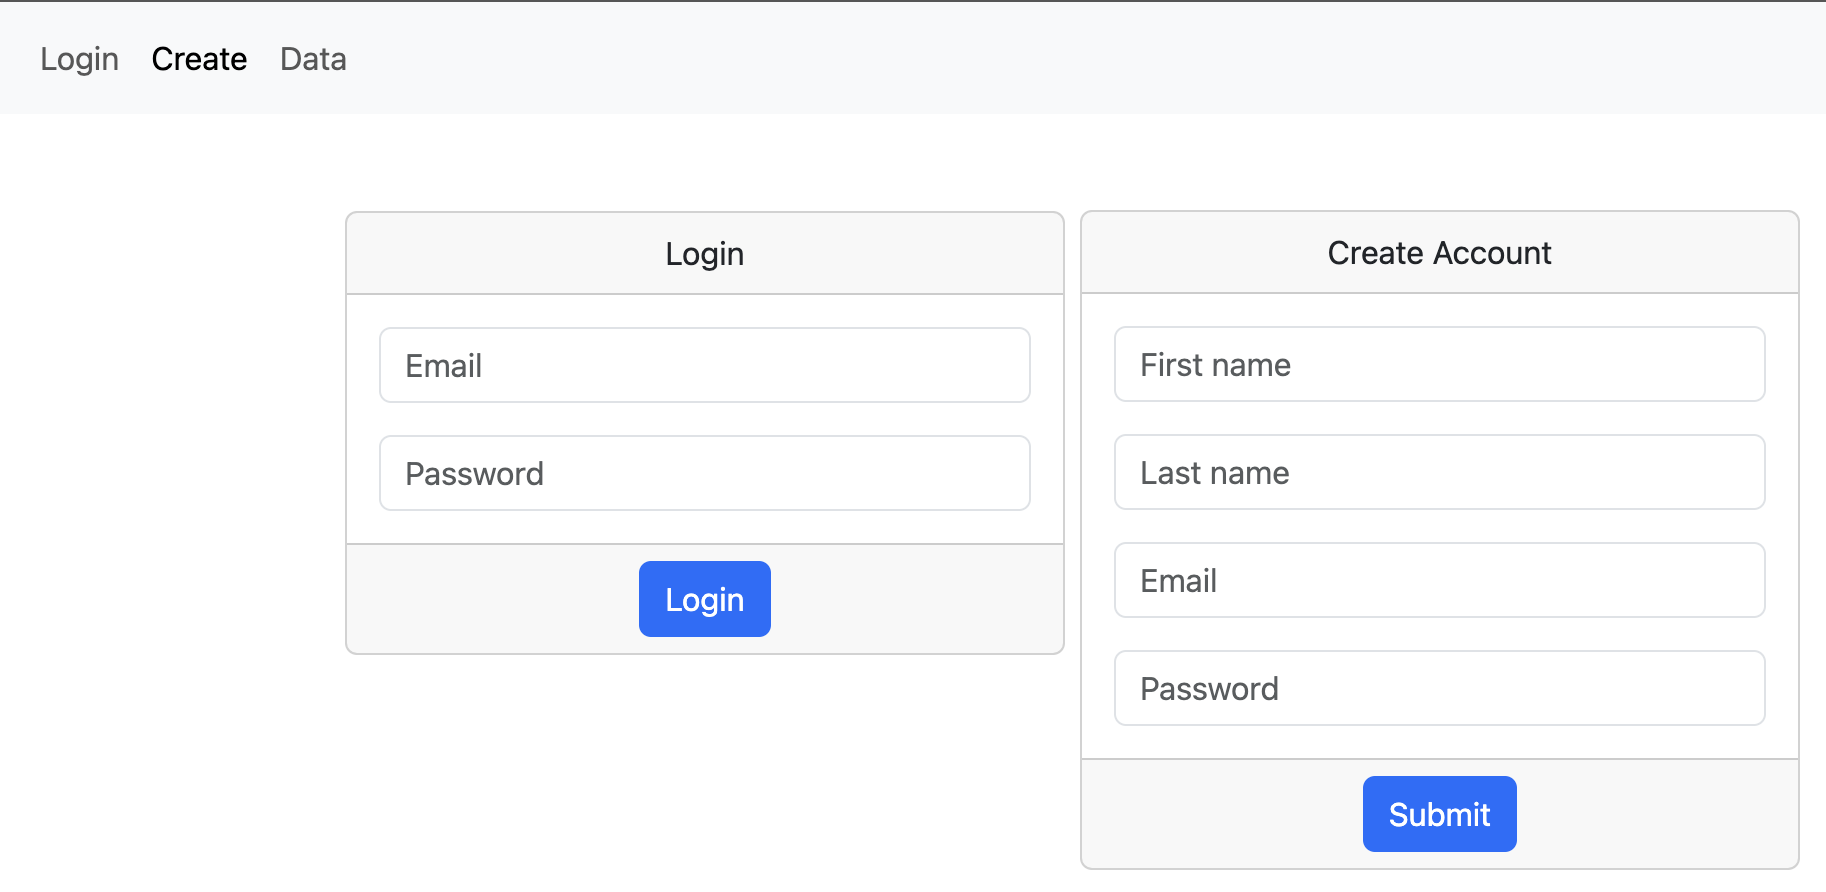 Login Create Data
Login
Email
Password
Login
Create Account
First name
Last name
Email
Password
Submit